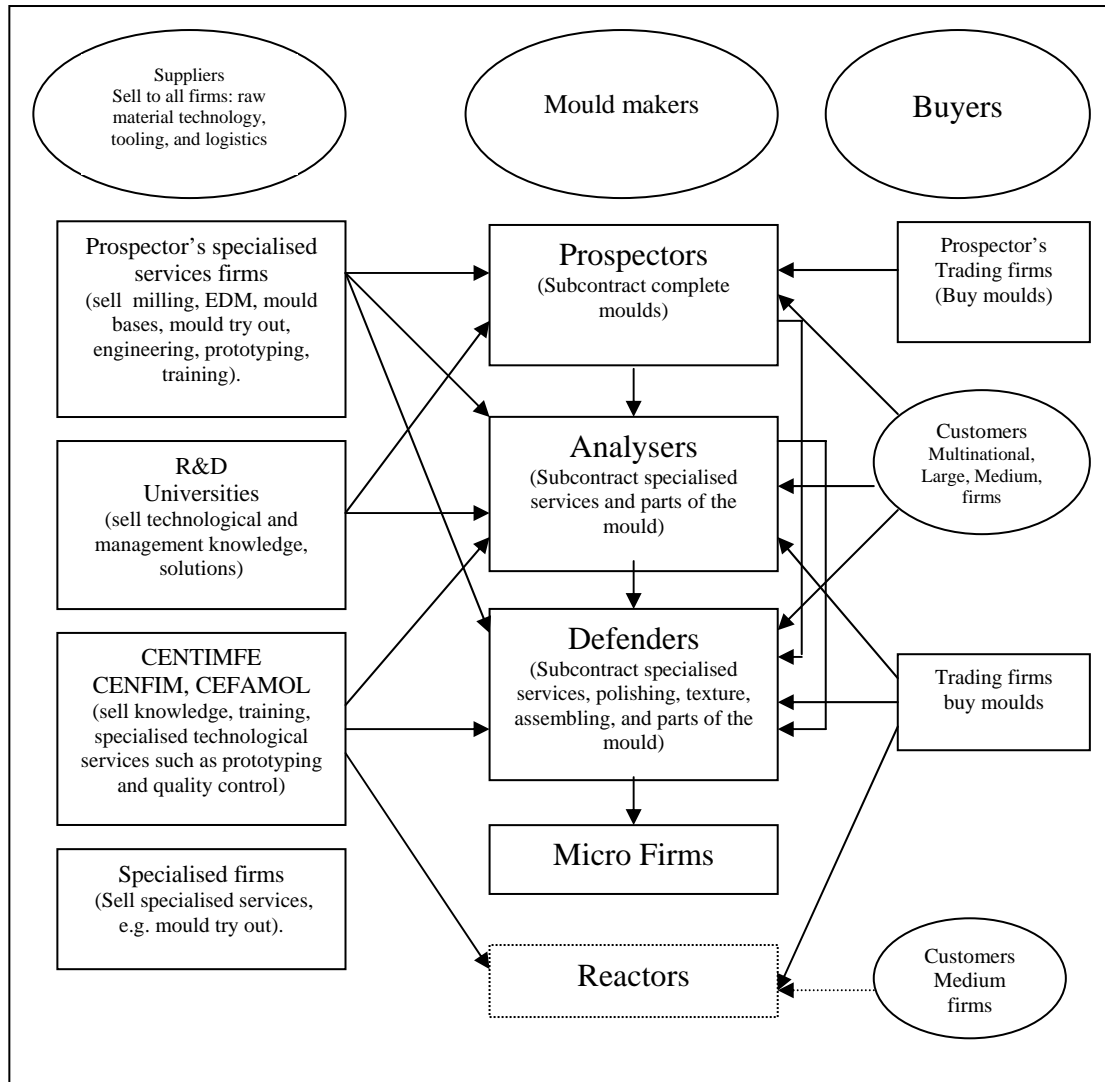 Suppliers
Sell to all firms: raw
material technology,
tooling, and logistics
Mould makers
Buyers
Prospector's specialised
services firms
(sell milling, EDM, mould
bases, mould try out,
engineering, prototyping,
training).
Prospectors
(Subcontract complete
moulds)
Prospector's
Trading firms
(Buy moulds)
R&D
Universities
(sell technological and
management knowledge,
solutions)
Analysers
(Subcontract specialised
services and parts of the
mould)
Customers
Multinational,
Large, Medium,
firms
CENTIMFE
CENFIM, CEFAMOL
(sell knowledge, training,
specialised technological
services such as prototyping
and quality control)
Defenders
(Subcontract specialised
services, polishing, texture,
assembling, and parts of the
mould)
Trading firms
buy moulds
Micro Firms
Specialised firms
(Sell specialised services,
e.g. mould try out).
Reactors
Customers
Medium
firms